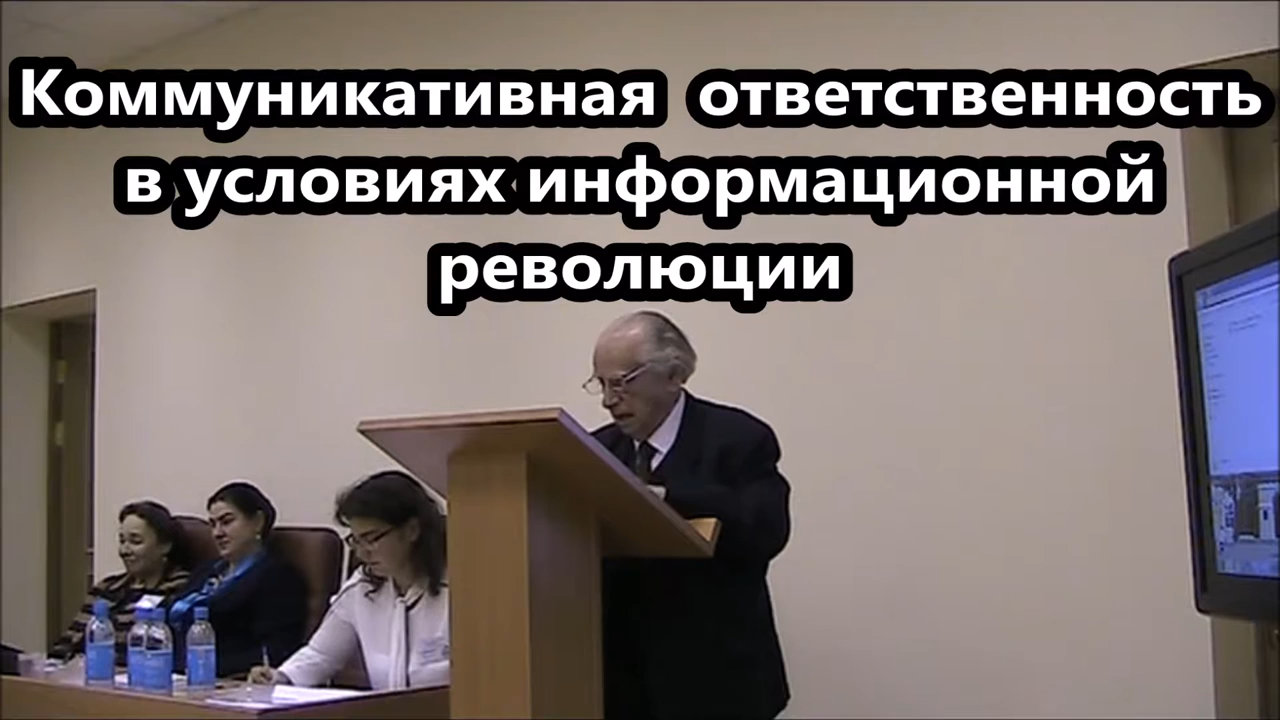 Коммуникативная ответственность
в условиях информационной
революции